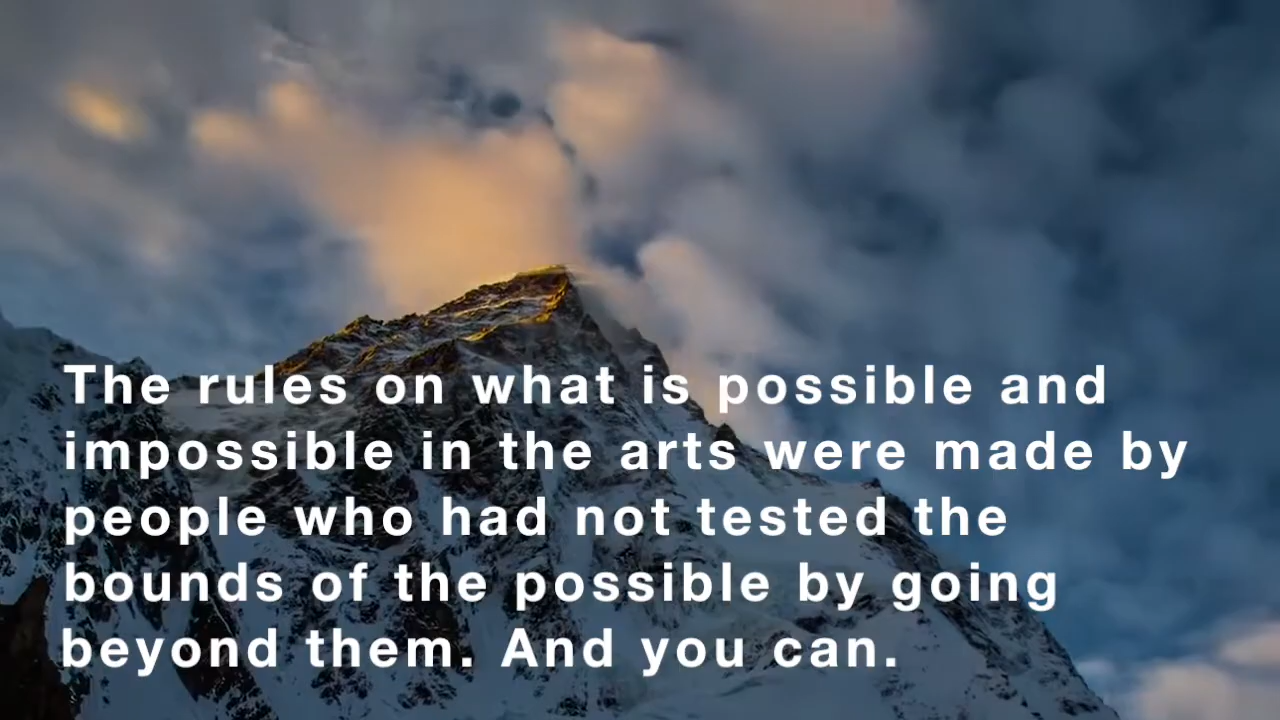 The rules on what is possible and
impossible in the arts were made by
people who had not tested the
bounds of the possible by going
beyond them. And you can.